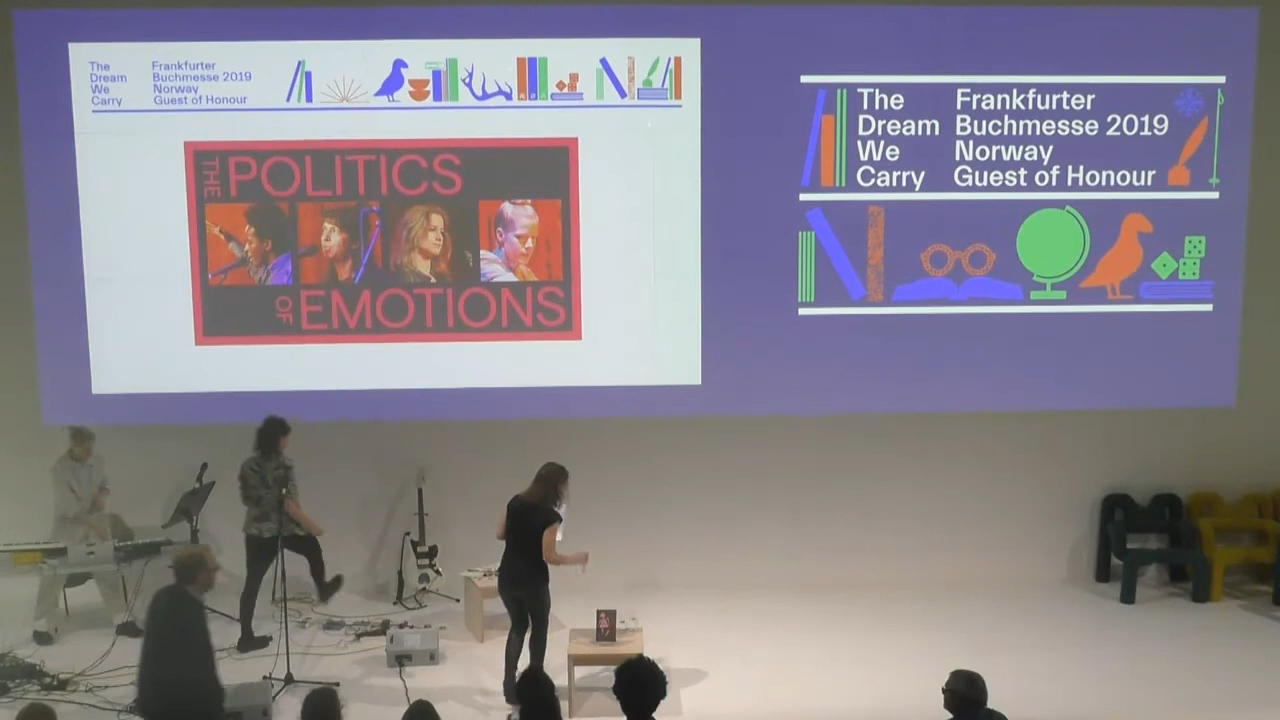 The
Dream
We
Carry
Frankfurter
Buchmesse 2019
Norway
Guest of Honour
THE POLITICS
OF EMOTIONS
The
Dream
We
Carry
Frankfurter
Buchmesse 2019
Norway
Guest of Honour